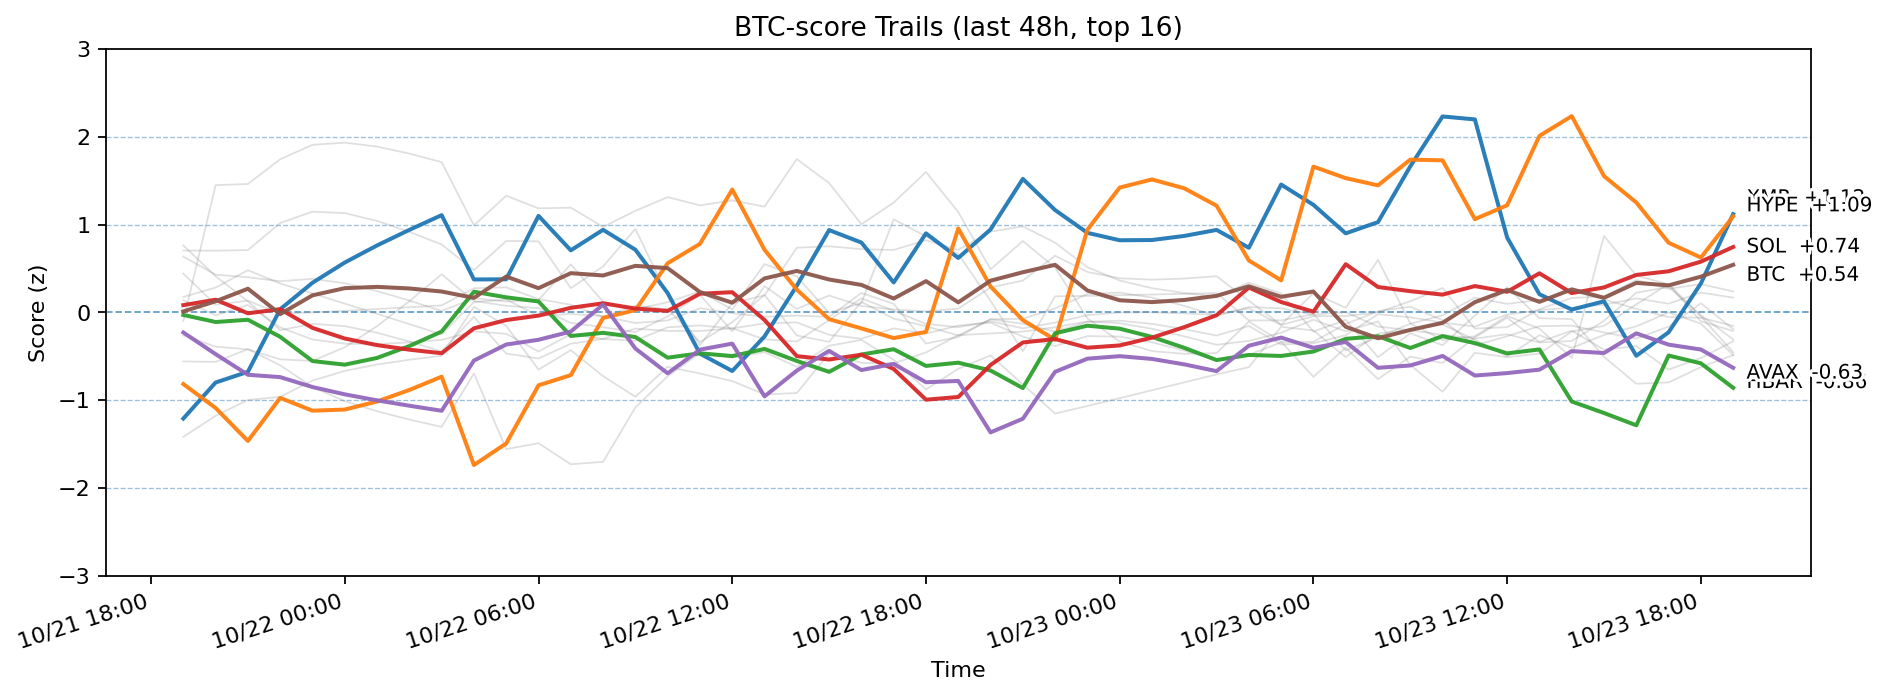 BTC-score Trails (last 48h, top 16)
3
2
1
0
−1
−2
−3
Score (z)
HYPE +1.09
SOL +0.74
BTC +0.54
AVAX -0.63
10/21 18:00
10/22 00:00
10/22 06:00
10/22 12:00
10/22 18:00
10/23 00:00
10/23 06:00
10/23 12:00
10/23 18:00
Time